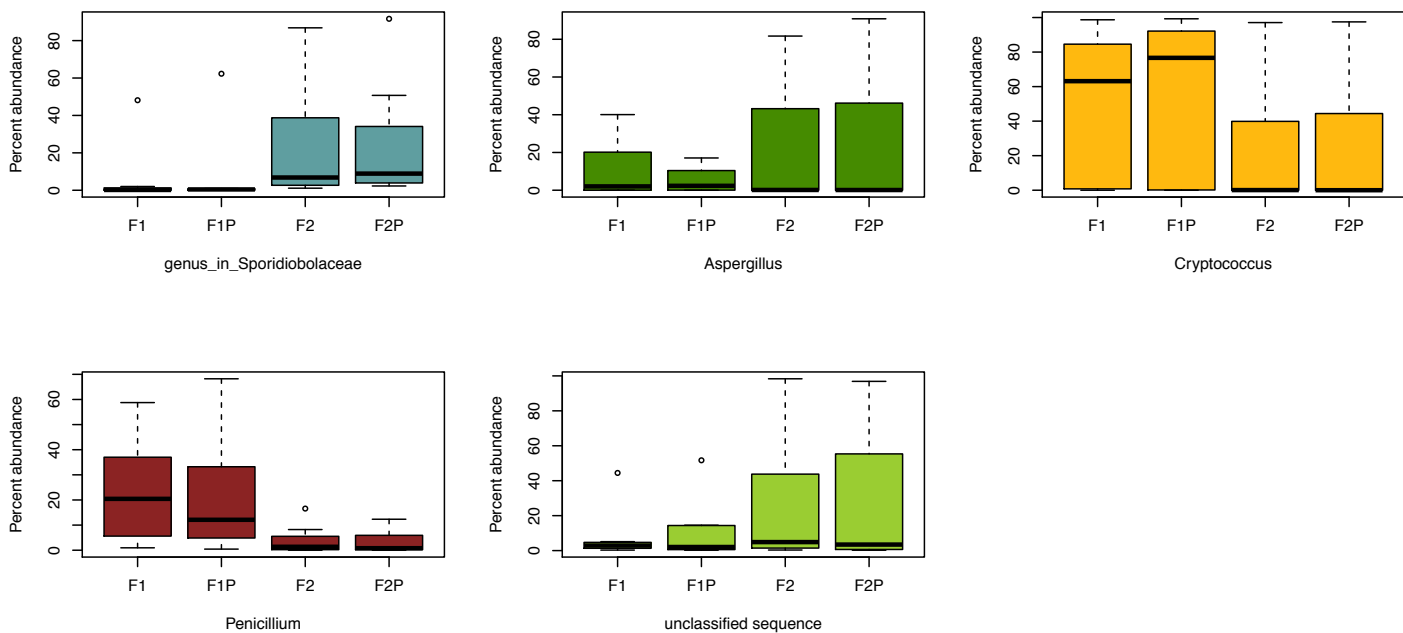 Percent abundance
80
60
40
20
0
F1 F1P F2 F2P
genus_in_Sporidiobolaceae
Percent abundance
80
60
40
20
0
F1 F1P F2 F2P
Aspergillus
Percent abundance
80
60
40
20
0
F1 F1P F2 F2P
Cryptococcus
Percent abundance
60
40
20
0
F1 F1P F2 F2P
Penicillium
Percent abundance
80
60
40
20
0
F1 F1P F2 F2P
unclassified sequence